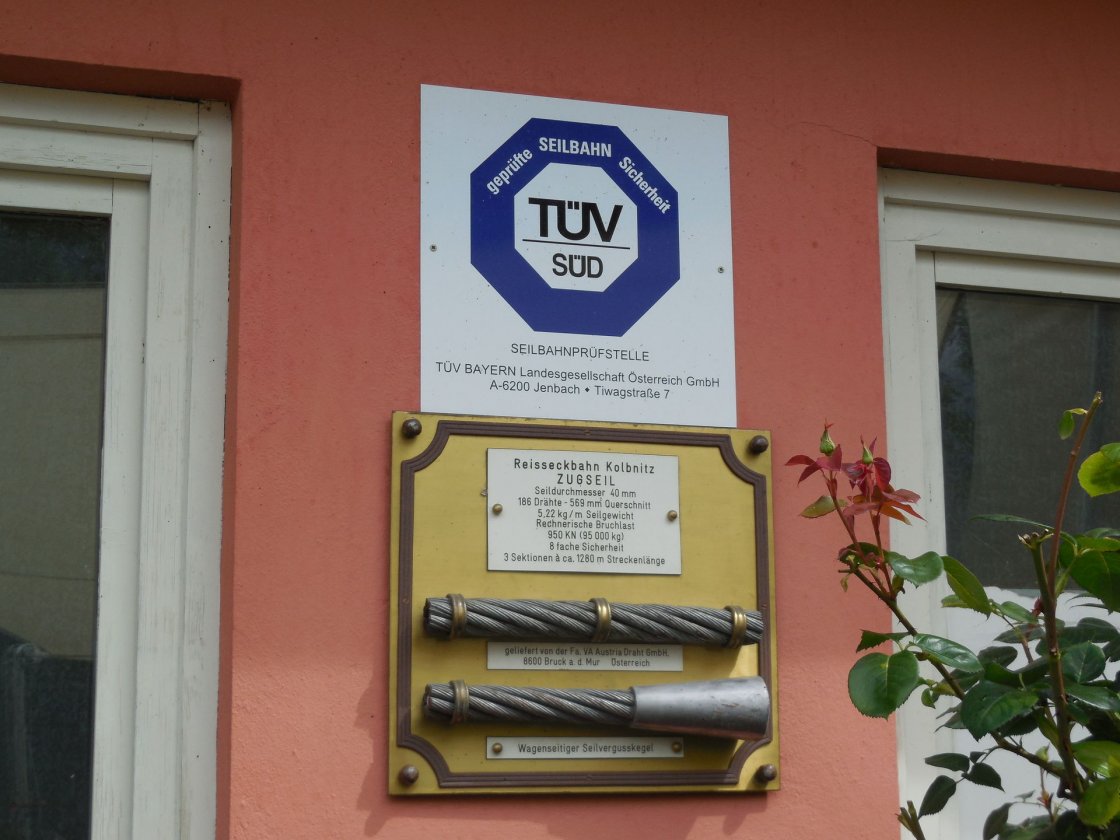 geprüfte SEILBAHN Sicherheit
TÜV
SÜD
SEILBAHNPRÜFSTELLE
TÜV BAYERN Landesgesellschaft Österreich GmbH
A-6200 Jenbach ♦ Tiwagstraße 7
Reisseckbahn Kolbnitz
ZUGSEIL
Seildurchmesser 40 mm
186 Drähte - 569 mm² Querschnitt
5,22 kg/m Seilgewicht
Rechnerische Bruchlast
950 KN (95 000 kg)
8 fache Sicherheit
3 Sektionen à ca. 1280 m Streckenlänge
geliefert von der Fa. VA Austria Draht GmbH.
8600 Bruck a. d. Mur Österreich
Wagenseitiger Seilvergusskegel